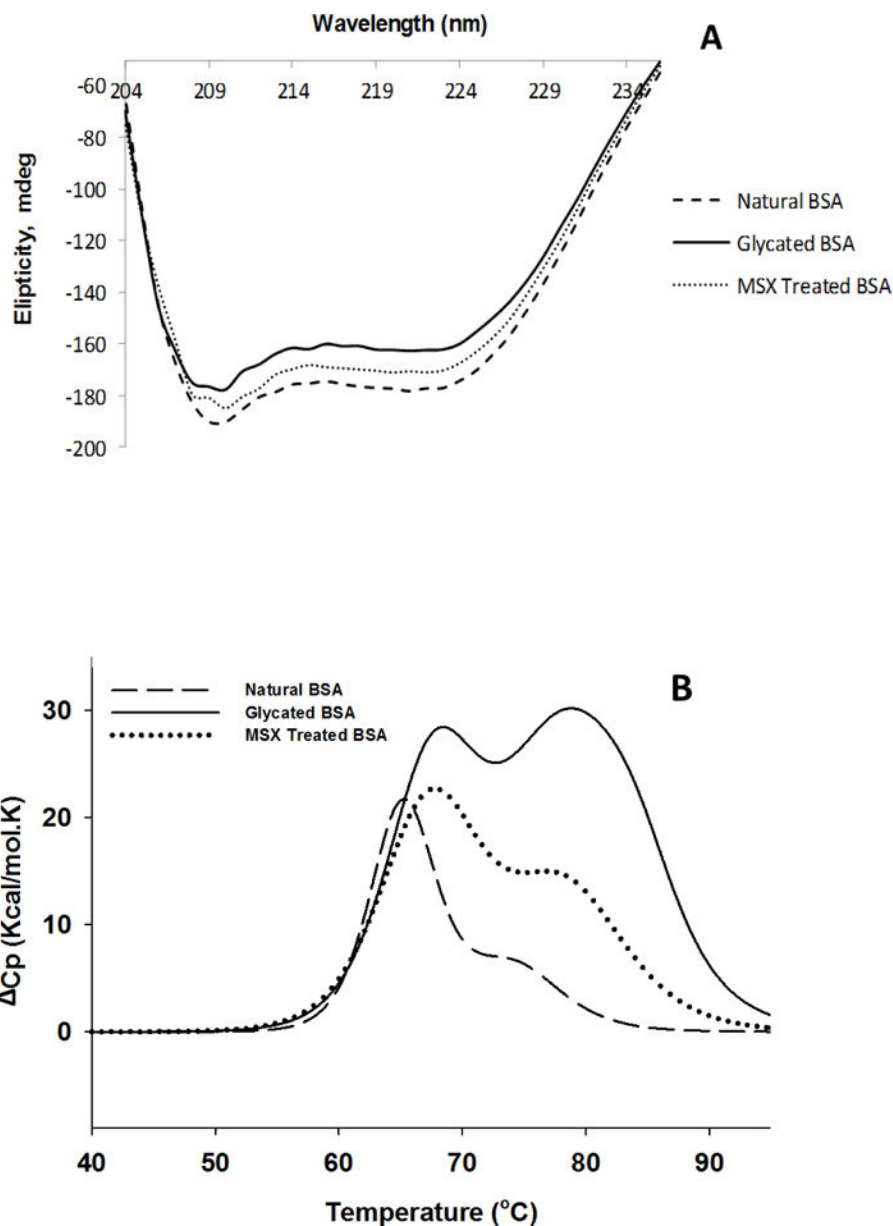 Wavelength (nm)
A
204 209 214 219 224 229 234
-60
-80
-100
-120
-140
-160
-180
-200
Elipticity, mdeg
Natural BSA
Glycated BSA
MSX Treated BSA
B
Natural BSA
Glycated BSA
MSX Treated BSA
30
20
10
0
ΔCp (Kcal/mol.K)
40 50 60 70 80 90
Temperature (°C)